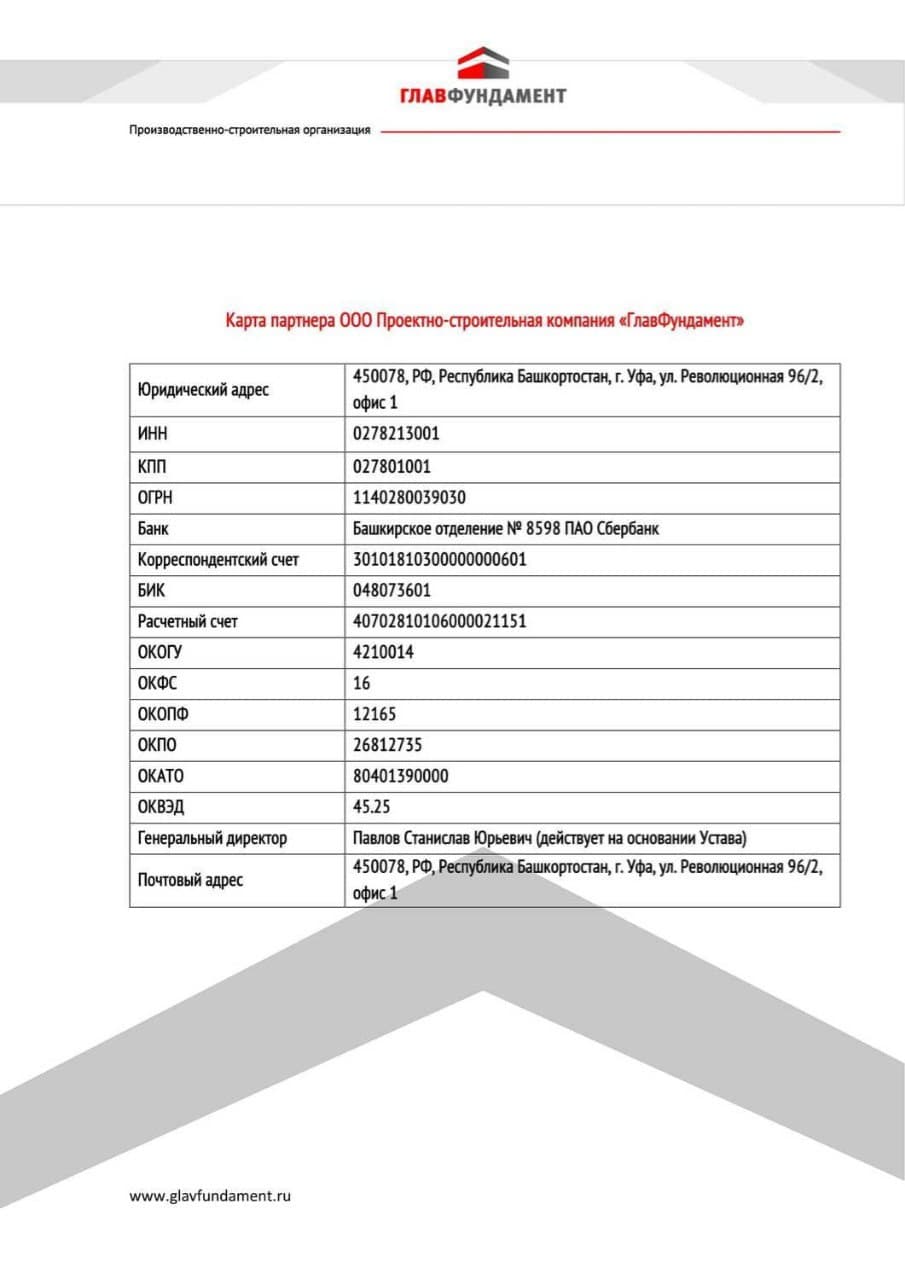 ГЛАВФУНДАМЕНТ
Производственно-строительная организация
Карта партнера ООО Проектно-строительная компания «ГлавФундамент»
Юридический адрес
450078, РФ, Республика Башкортостан, г. Уфа, ул. Революционная 96/2,
офис 1
ИНН 0278213001
КПП 027801001
ОГРН 1140280039030
Банк Башкирское отделение № 8598 ПАО Сбербанк
Корреспондентский счет 30101810300000000601
БИК 048073601
Расчетный счет 40702810106000021151
ОКОГУ 4210014
ОКФС 16
ОКОПФ 12165
ОКПО 26812735
ОКАТО 80401390000
ОКВЭД 45.25
Генеральный директор Павлов Станислав Юрьевич (действует на основании Устава)
Почтовый адрес
450078, РФ, Республика Башкортостан, г. Уфа, ул. Революционная 96/2,
офис 1
www.glavfundament.ru